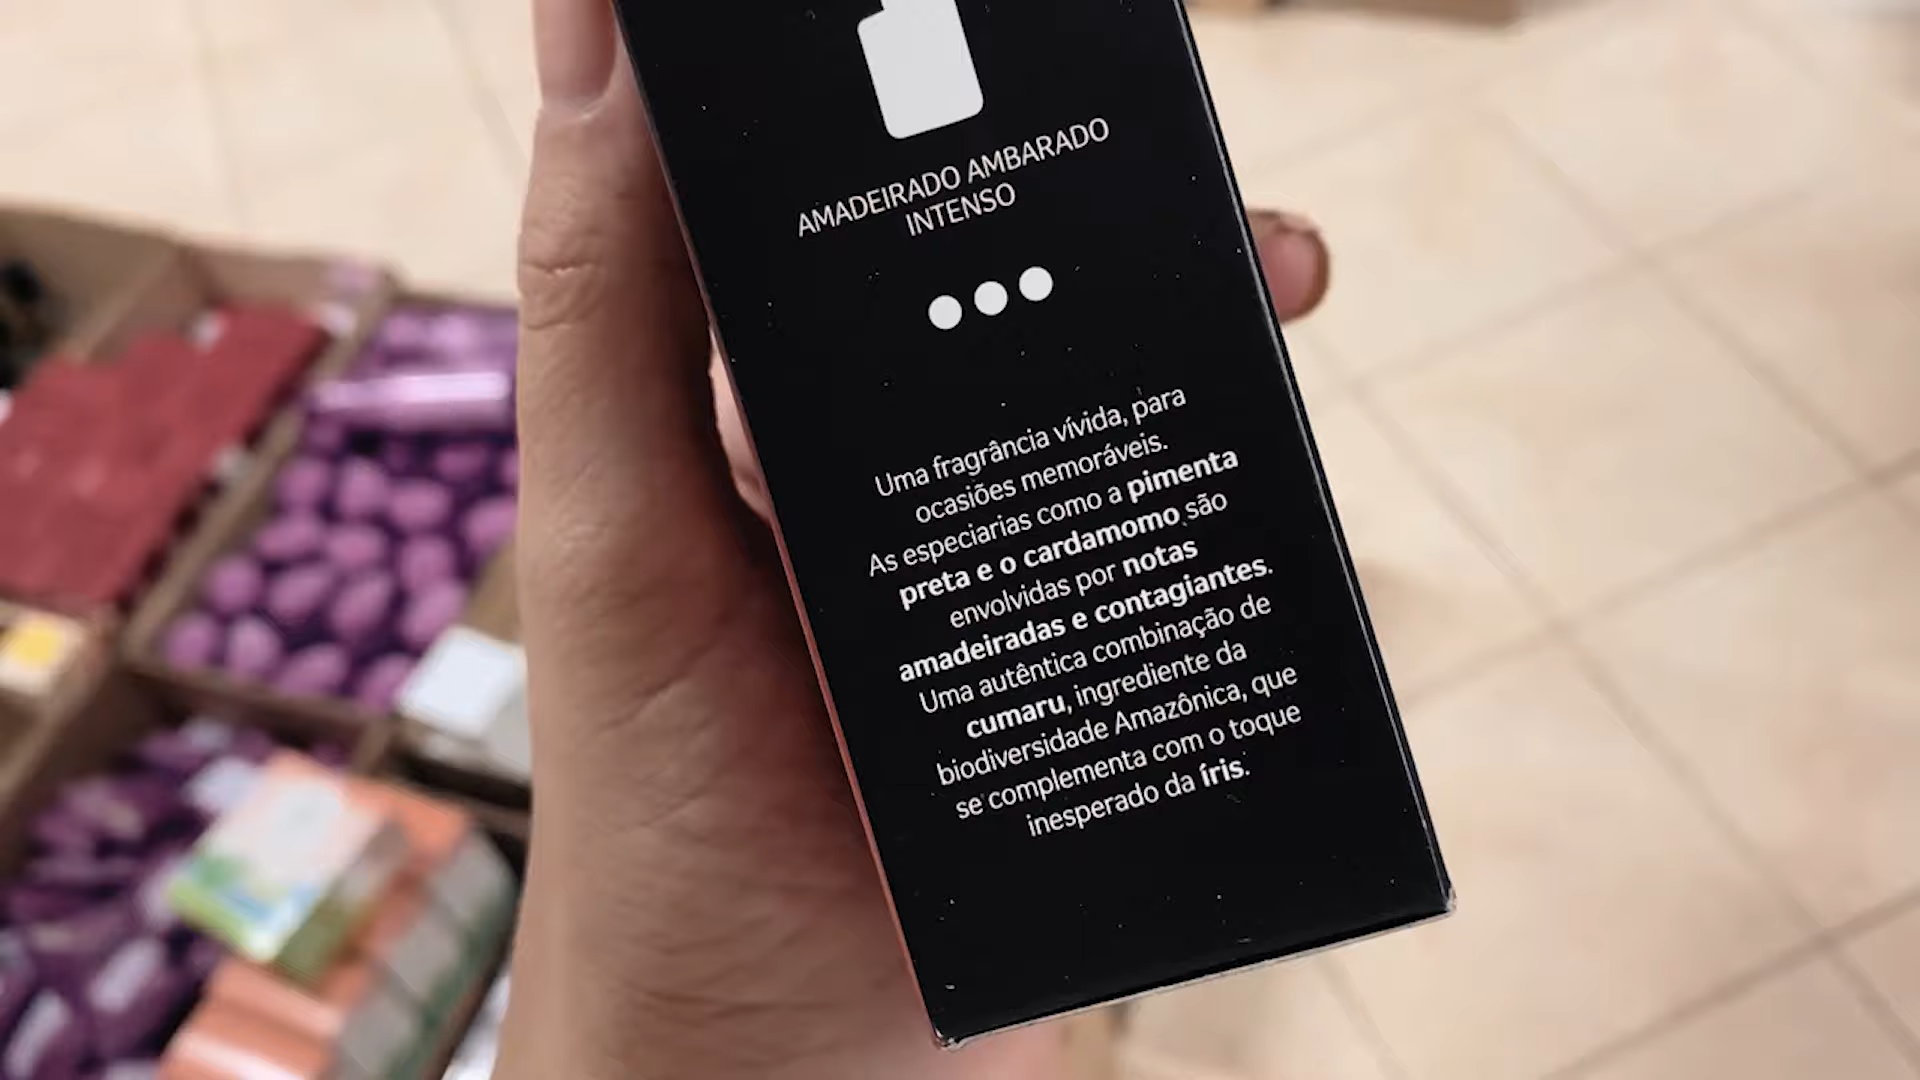 AMADEIRADO AMBARADO
INTENSO
Uma fragrância vívida, para
ocasiões memoráveis.
As especiarias como a pimenta
preta e o cardamomo são
envolvidas por notas
amadeiradas e contagiantes.
Uma autêntica combinação de
cumaru, ingrediente da
biodiversidade Amazônica, que
se complementa com o toque
inesperado da íris.